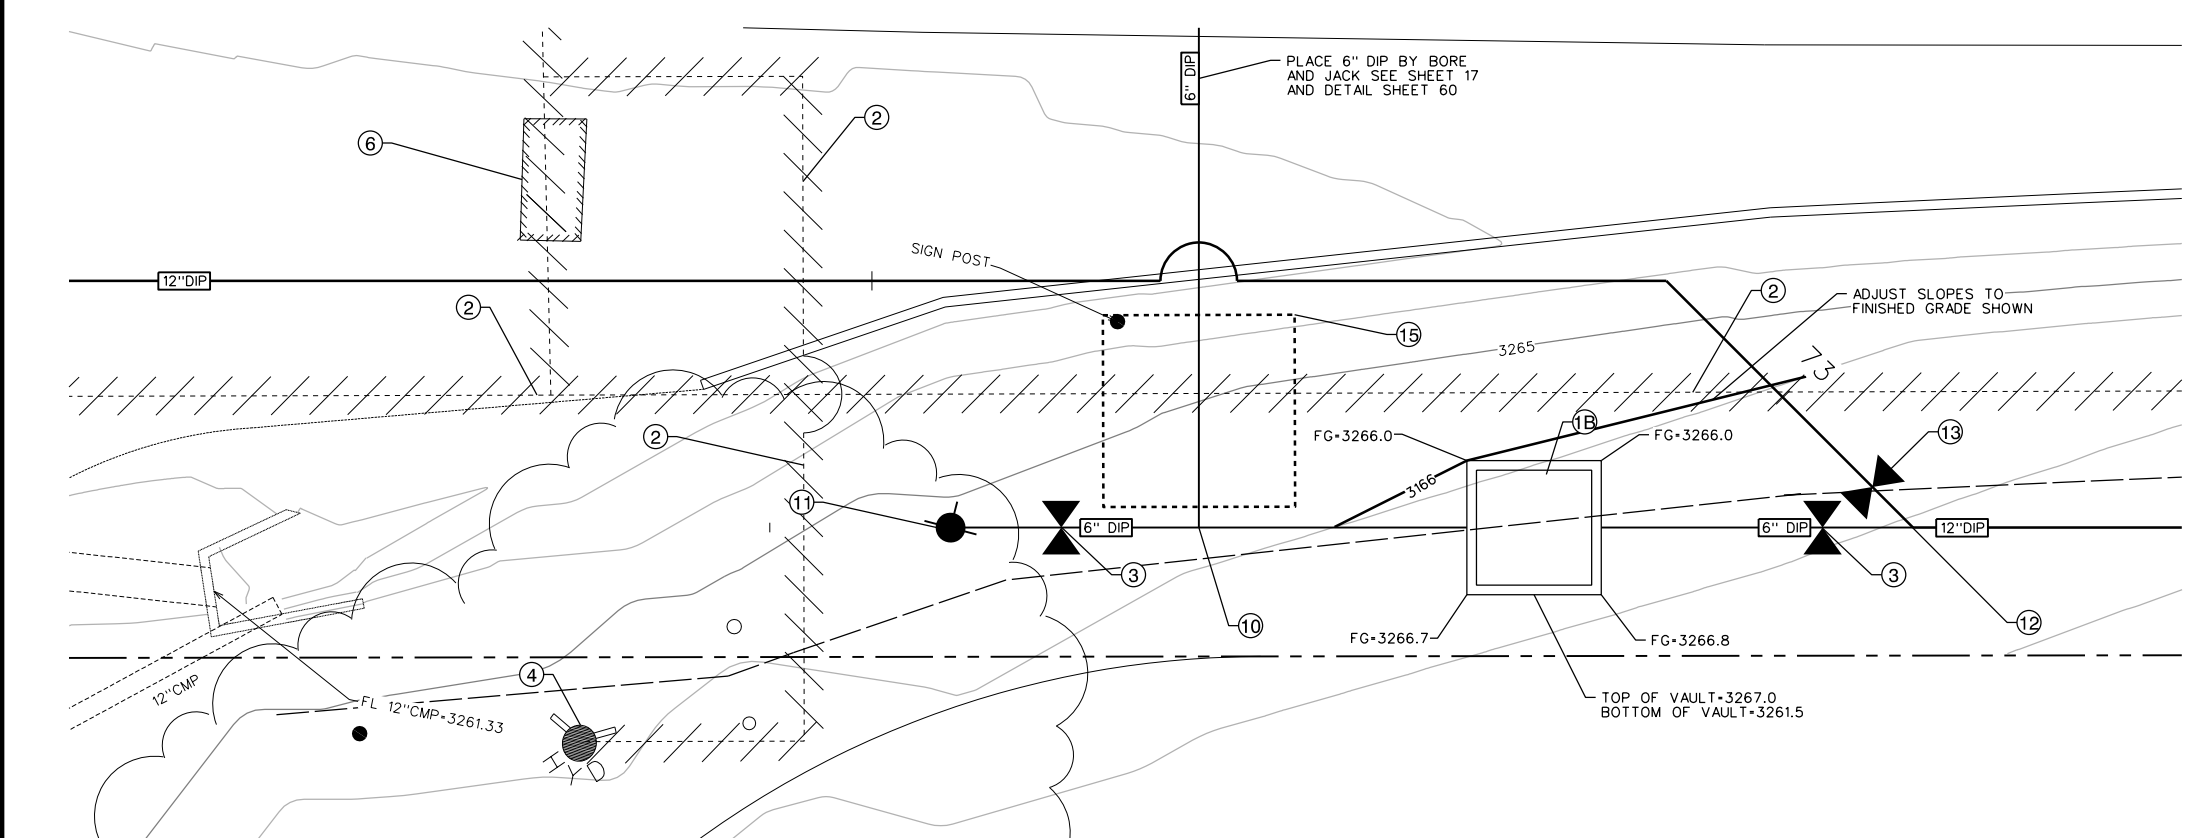 PLACE 6" DIP BY BORE
AND JACK SEE SHEET 17
AND DETAIL SHEET 60
6" DIP
2
6
SIGN POST
12"DIP
2
2
ADJUST SLOPES TO
FINISHED GRADE SHOWN
15
3265
73
1B
FG=3266.0
FG=3266.0
13
2
3166
11
6" DIP
6" DIP
12"DIP
3
3
10
12
FG=3266.7
FG=3266.8
4
12"CMP
FL 12"CMP=3261.33
TOP OF VAULT=3267.0
BOTTOM OF VAULT=3261.5
HYD